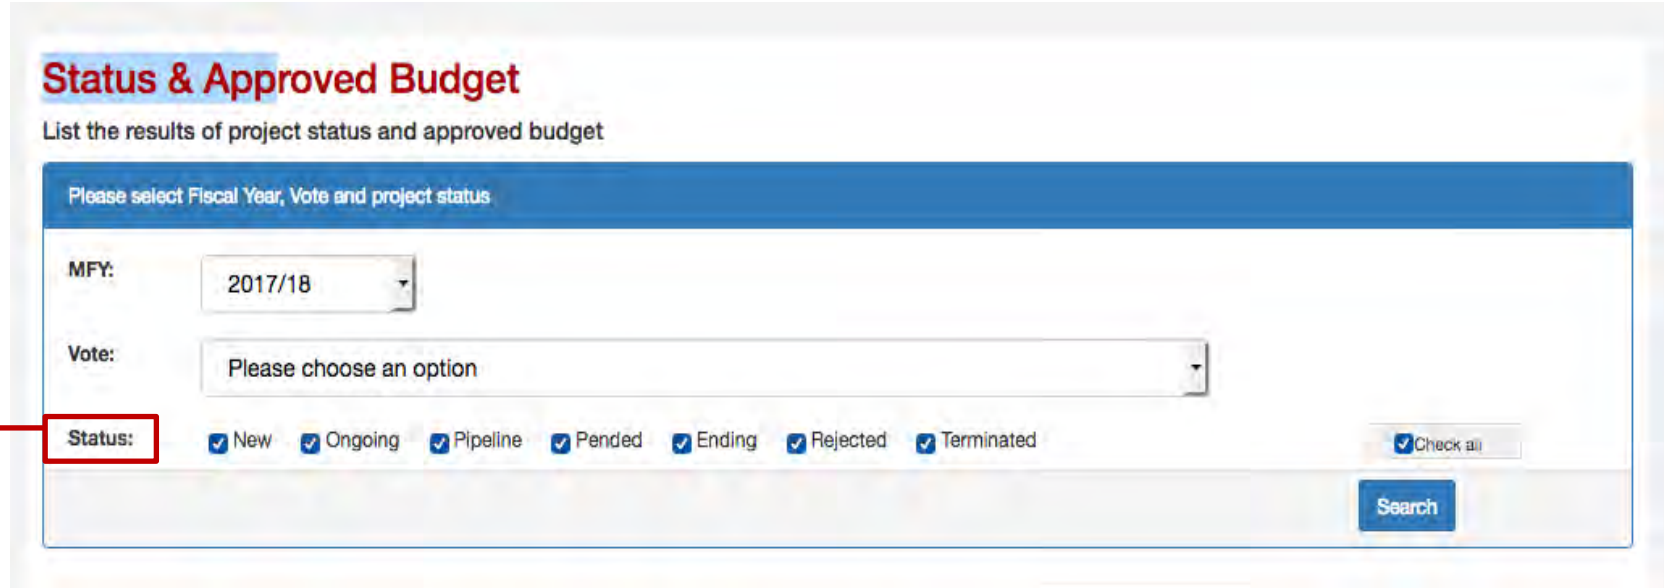 Status & Approved Budget
List the results of project status and approved budget
Please select Fiscal Year, Vote and project status
MFY:
2017/18
Vote:
Please choose an option
Status: New Ongoing Pipeline Pended Ending Rejected Terminated Check all
Search